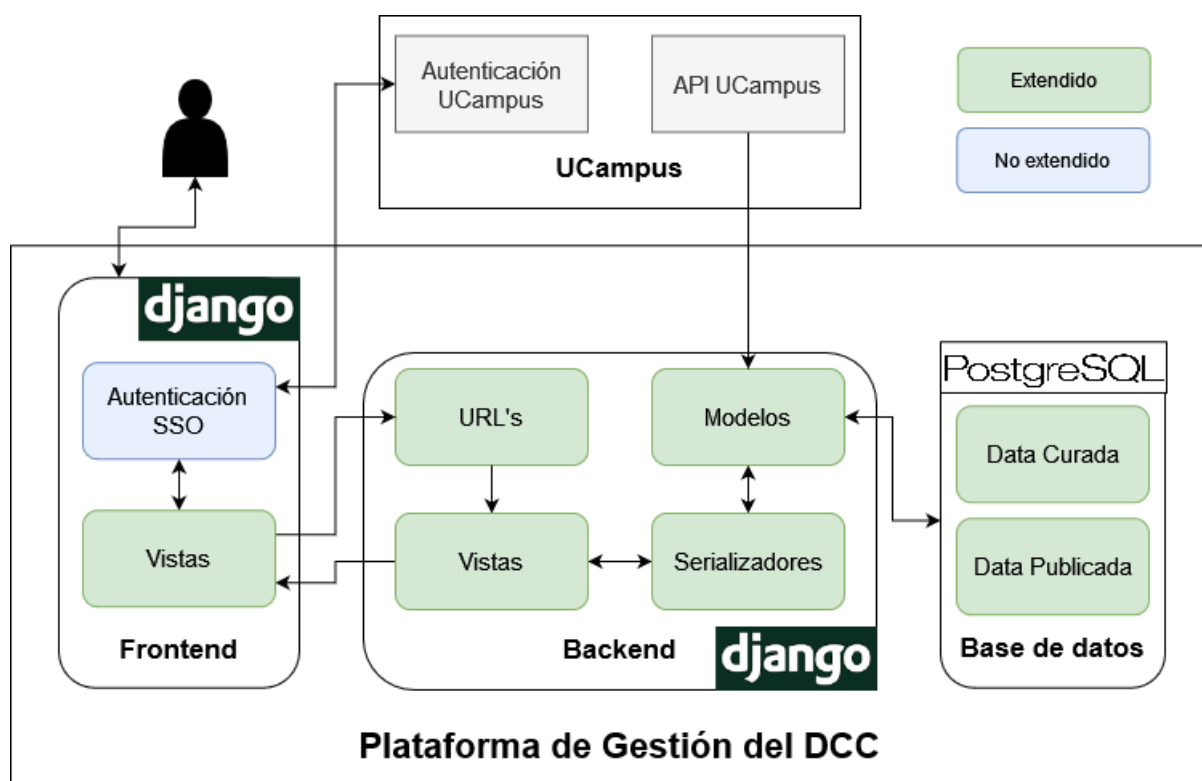 Autenticación
UCampus
API UCampus
UCampus
Extendido
No extendido
django
Autenticación
SSO
Vistas
Frontend
URL's
Modelos
Vistas
Serializadores
Backend
django
PostgreSQL
Data Curada
Data Publicada
Base de datos
Plataforma de Gestión del DCC